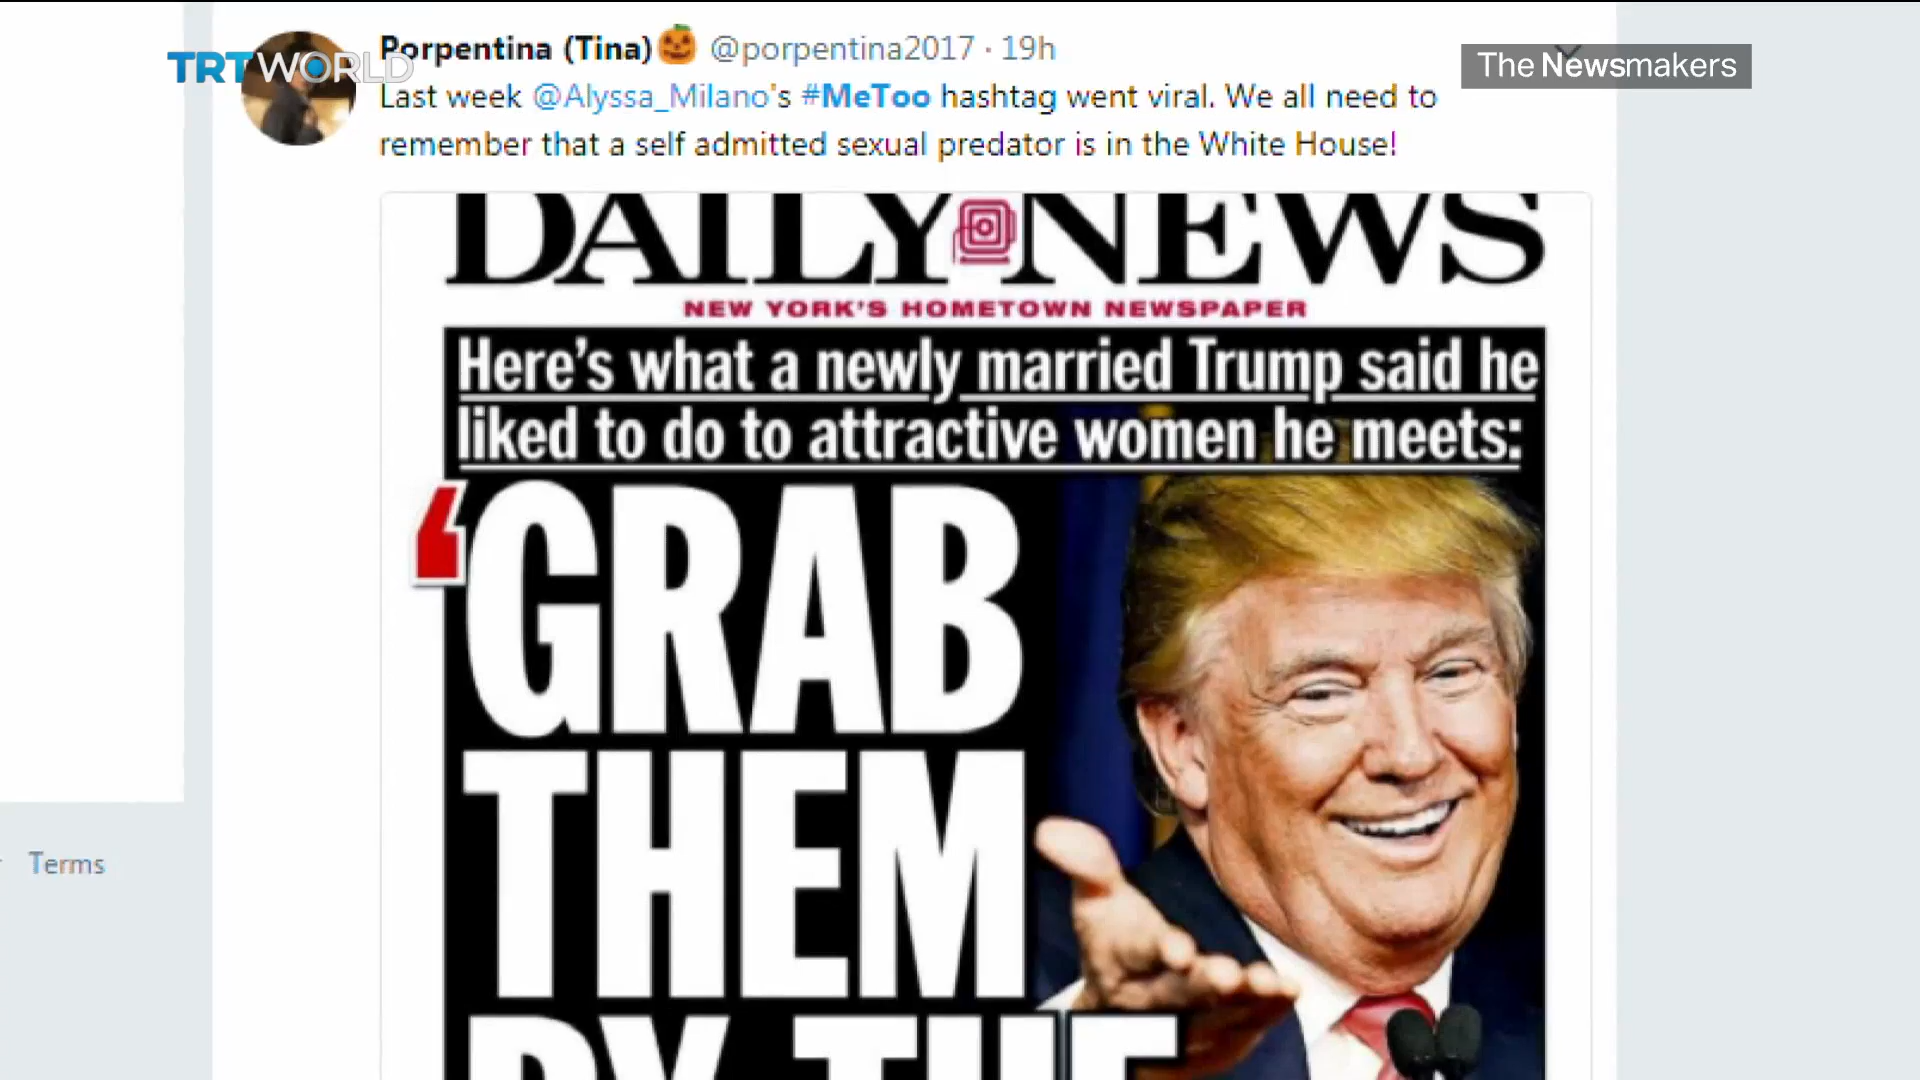 TRT WORLD
The Newsmakers
Porpentina (Tina)🎃 @porpentina2017 · 19h
Last week @Alyssa_Milano's #MeToo hashtag went viral. We all need to
remember that a self admitted sexual predator is in the White House!
DAILY NEWS
NEW YORK'S HOMETOWN NEWSPAPER
Here's what a newly married Trump said he
liked to do to attractive women he meets:
‘GRAB
THEM
BY THE
Terms